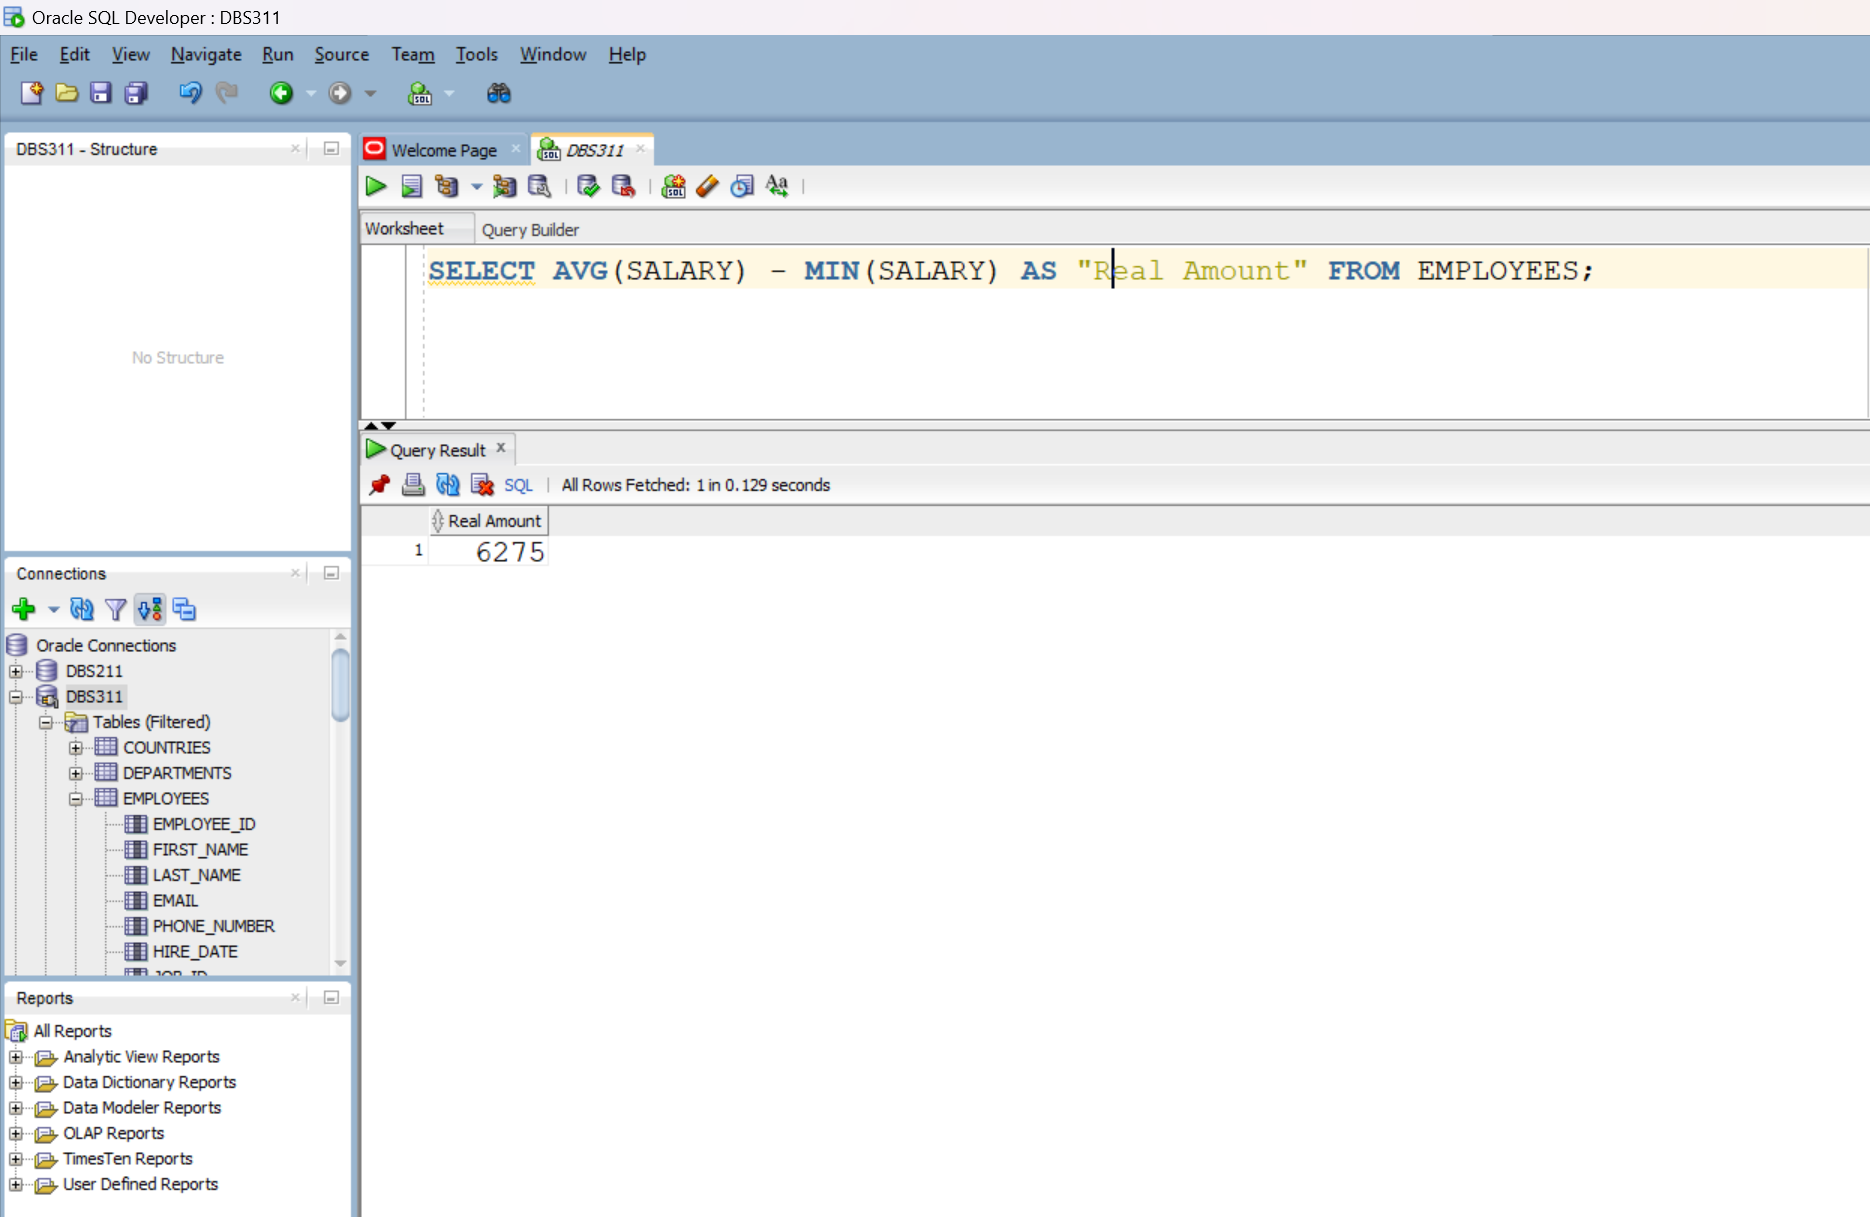 Oracle SQL Developer : DBS311
File Edit View Navigate Run Source Team Tools Window Help
DBS311 - Structure
No Structure
Welcome Page
DBS311
Worksheet
Query Builder
SELECT AVG(SALARY) - MIN(SALARY) AS "Real Amount" FROM EMPLOYEES;
Query Result
SQL | All Rows Fetched: 1 in 0.129 seconds
Real Amount
1 6275
Connections
Oracle Connections
DBS211
DBS311
Tables (Filtered)
COUNTRIES
DEPARTMENTS
EMPLOYEES
EMPLOYEE_ID
FIRST_NAME
LAST_NAME
EMAIL
PHONE_NUMBER
HIRE_DATE
JOB_ID
Reports
All Reports
Analytic View Reports
Data Dictionary Reports
Data Modeler Reports
OLAP Reports
TimesTen Reports
User Defined Reports